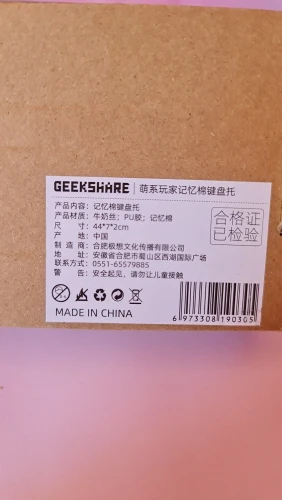 GEEKSHARE | 萌系玩家记忆棉键盘托
产品内容：记忆棉键盘托
产品材质：牛奶丝；PU胶；记忆棉
尺 寸：44*7*2cm
产 地：中国
制 造 商：合肥极想文化传播有限公司
地 址：安徽省合肥市蜀山区西湖国际广场
联系方式：0551-65579885
警 告：安全起见，请勿让儿童接触
合格证
已检验
MADE IN CHINA
6 973308 190305